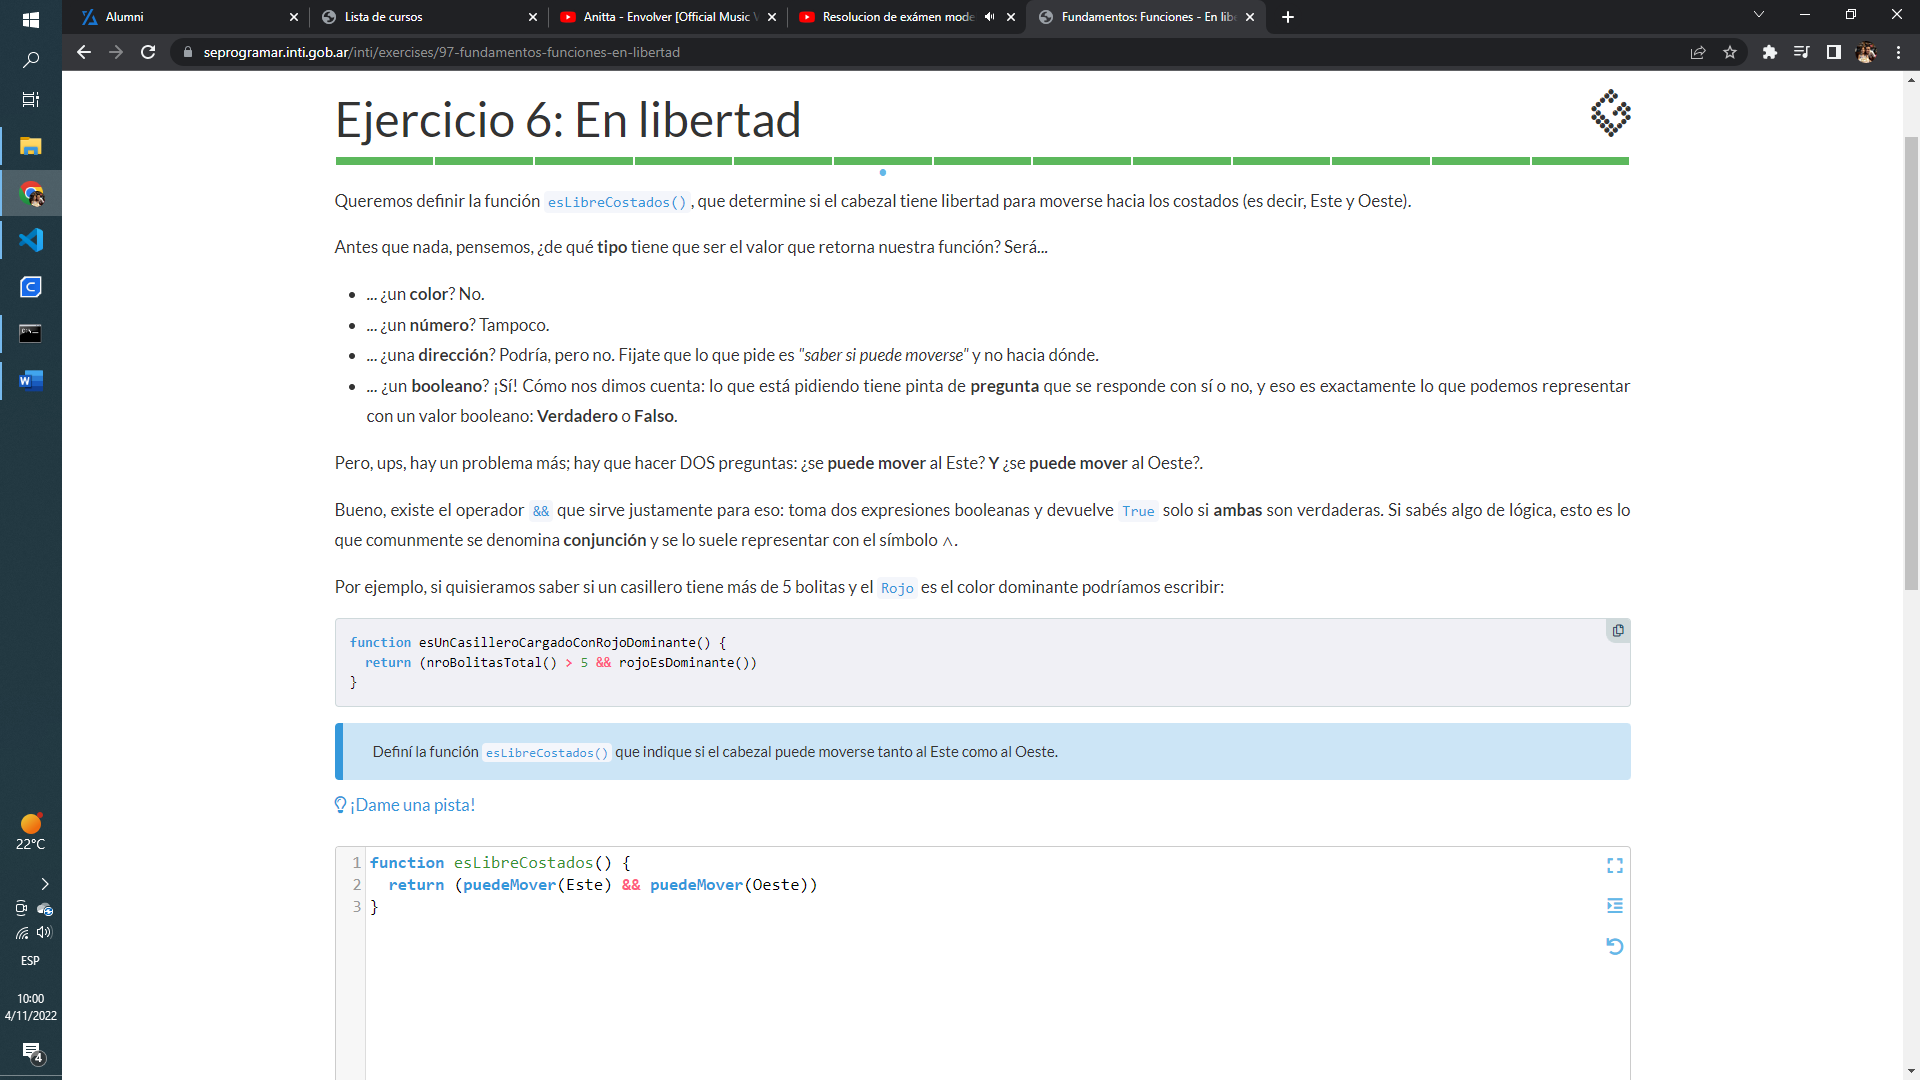 Alumni
Lista de cursos
Anitta - Envolver [Official Music V
Resolucion de exámen mode
Fundamentos: Funciones - En lib
seprogramar.inti.gob.ar/inti/exercises/97-fundamentos-funciones-en-libertad
Ejercicio 6: En libertad
Queremos definir la función esLibreCostados(), que determine si el cabezal tiene libertad para moverse hacia los costados (es decir, Este y Oeste).
Antes que nada, pensemos, ¿de qué tipo tiene que ser el valor que retorna nuestra función? Será...
• ... ¿un color? No.
• ... ¿un número? Tampoco.
• ... ¿una dirección? Podría, pero no. Fijate que lo que pide es "saber si puede moverse" y no hacia dónde.
• ... ¿un booleano? ¡Sí! Cómo nos dimos cuenta: lo que está pidiendo tiene pinta de pregunta que se responde con sí o no, y eso es exactamente lo que podemos representar
con un valor booleano: Verdadero o Falso.
Pero, ups, hay un problema más; hay que hacer DOS preguntas: ¿se puede mover al Este? Y ¿se puede mover al Oeste?.
Bueno, existe el operador && que sirve justamente para eso: toma dos expresiones booleanas y devuelve True solo si ambas son verdaderas. Si sabés algo de lógica, esto es lo
que comunmente se denomina conjunción y se lo suele representar con el símbolo ∧.
Por ejemplo, si quisieramos saber si un casillero tiene más de 5 bolitas y el Rojo es el color dominante podríamos escribir:
function esUnCasilleroCargadoConRojoDominante() {
  return (nroBolitasTotal() > 5 && rojoEsDominante())
}
Definí la función esLibreCostados() que indique si el cabezal puede moverse tanto al Este como al Oeste.
¡Dame una pista!
1 function esLibreCostados() {
2   return (puedeMover(Este) && puedeMover(Oeste))
3 }
22°C
ESP
10:00
4/11/2022
4